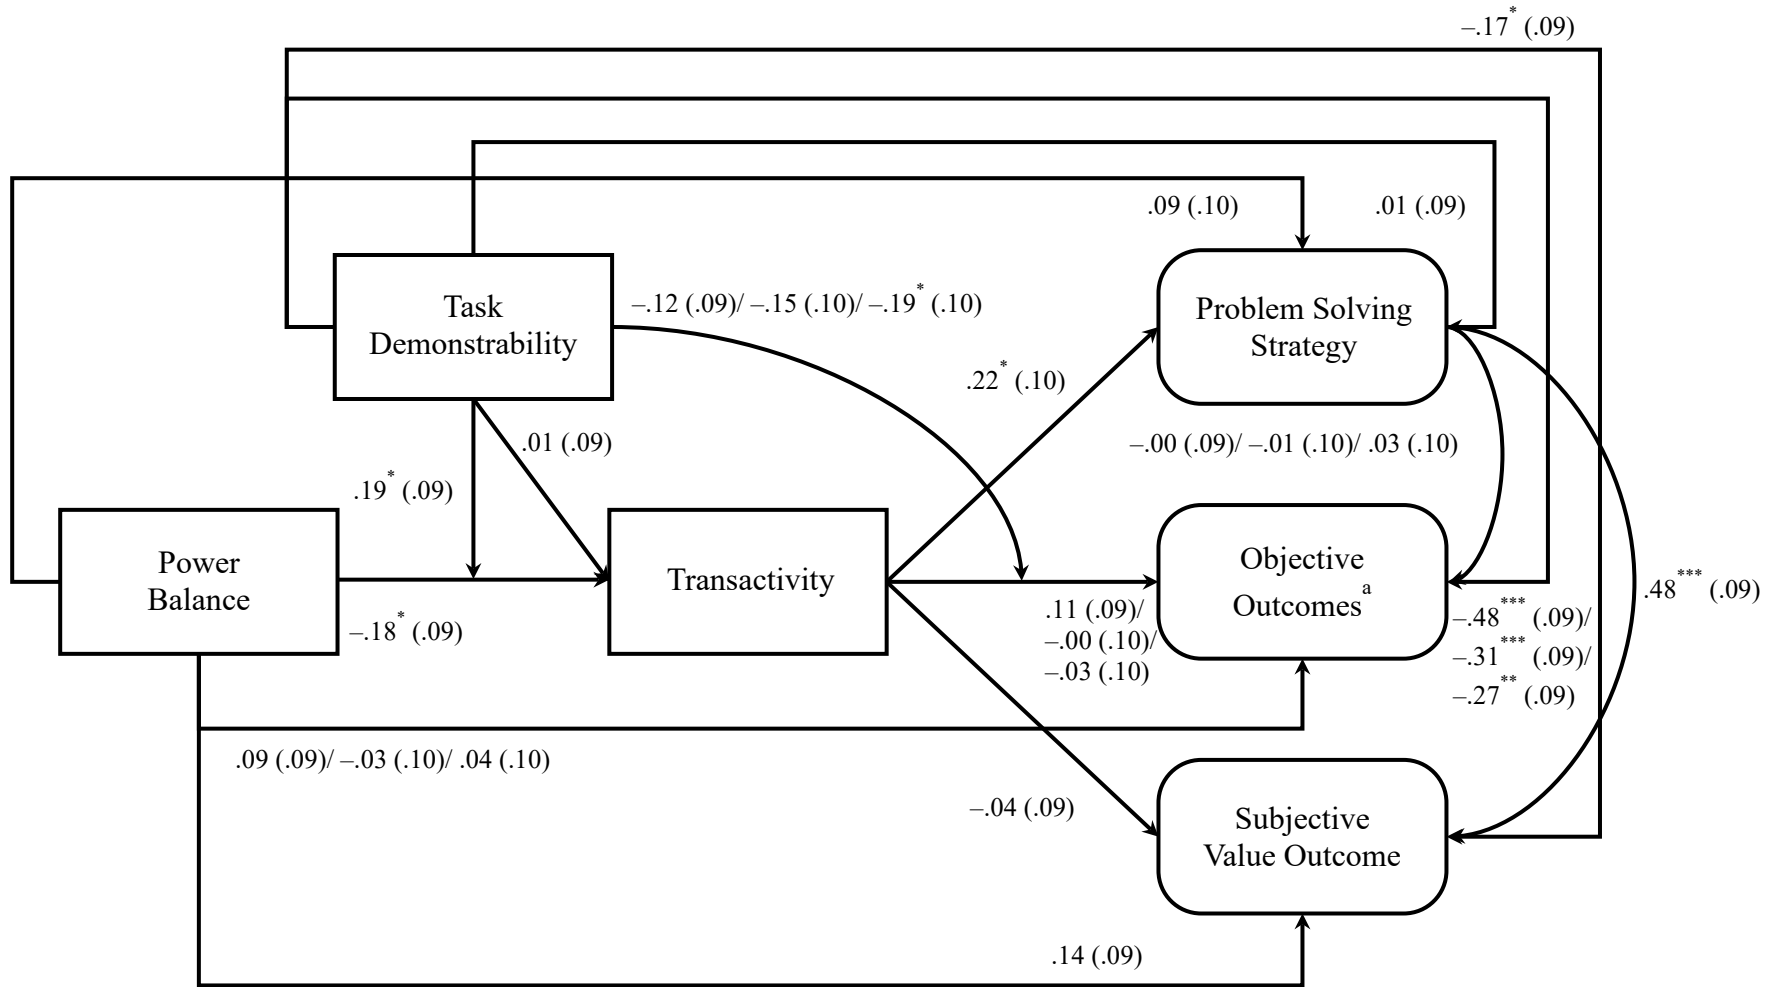 –.17* (.09)
.09 (.10)
.01 (.09)
Task
Demonstrability
–.12 (.09)/ –.15 (.10)/ –.19* (.10)
Problem Solving
Strategy
.22* (.10)
.01 (.09)
–.00 (.09)/ –.01 (.10)/ .03 (.10)
.19* (.09)
Power
Balance
–.18* (.09)
Transactivity
.11 (.09)/
–.00 (.10)/
–.03 (.10)
Objective
Outcomesª
–.48*** (.09)/
–.31*** (.09)/
–.27** (.09)
.48*** (.09)
.09 (.09)/ –.03 (.10)/ .04 (.10)
–.04 (.09)
Subjective
Value Outcome
.14 (.09)